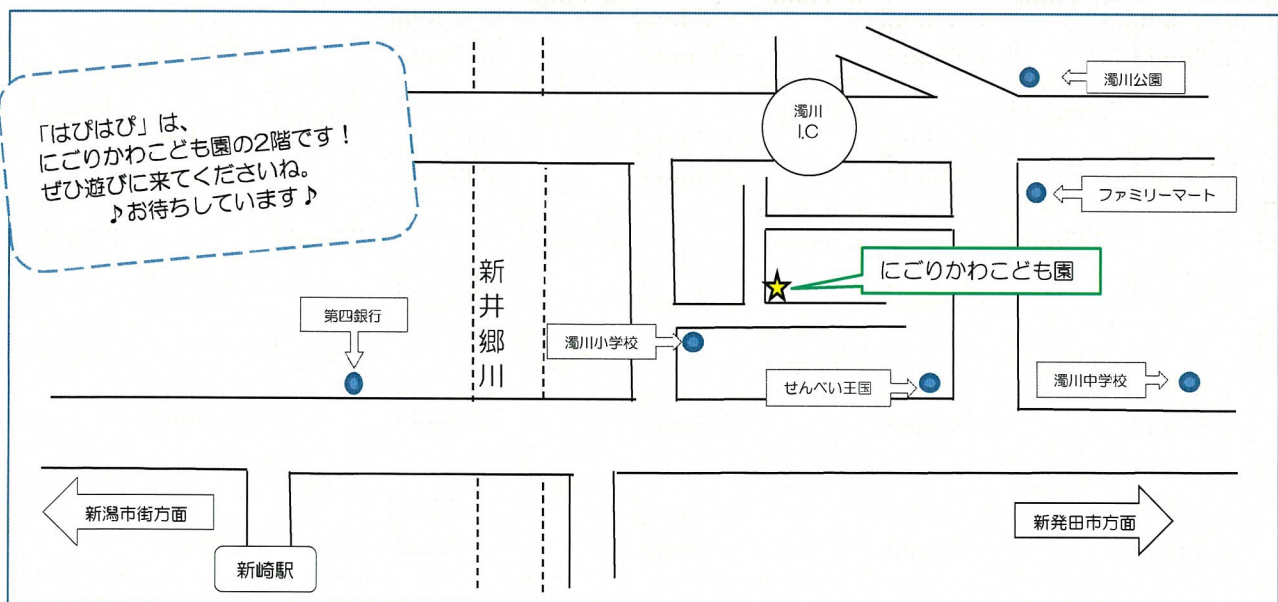 「はぴはぴ」は、
にごりかわこども園の2階です！
ぜひ遊びに来てくださいね。
♪お待ちしています♪
濁川
I.C
濁川公園
ファミリーマート
にごりかわこども園
新井郷川
第四銀行
濁川小学校
せんべい王国
濁川中学校
新潟市街方面
新発田市方面
新崎駅